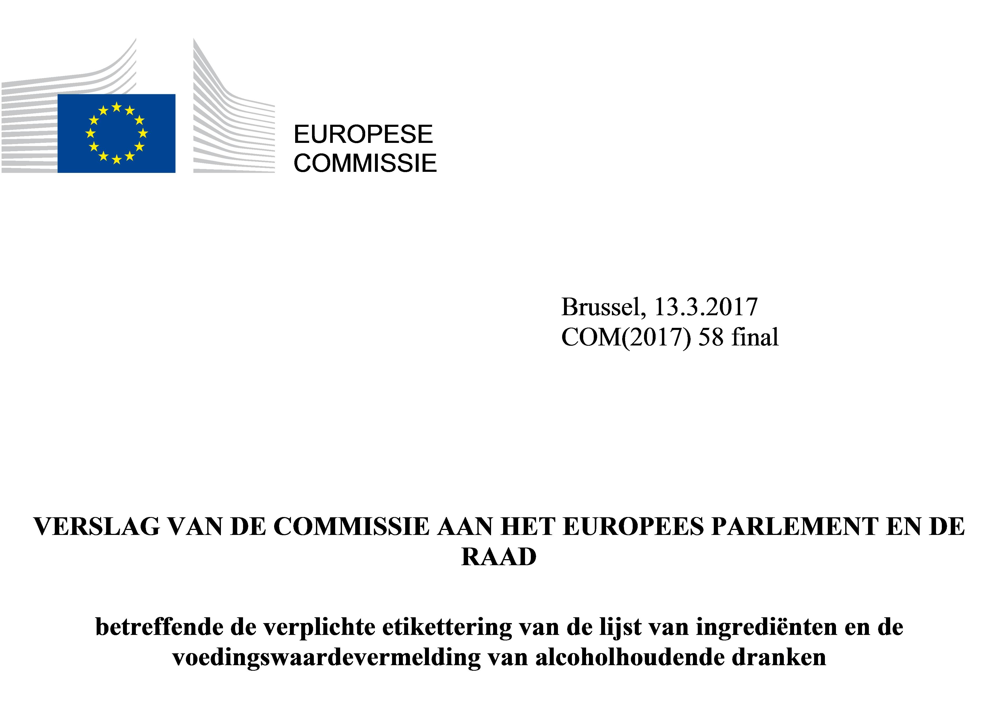 EUROPESE
COMMISSIE
Brussel, 13.3.2017
COM(2017) 58 final
VERSLAG VAN DE COMMISSIE AAN HET EUROPEES PARLEMENT EN DE
RAAD
betreffende de verplichte etikettering van de lijst van ingrediënten en de
voedingswaardevermelding van alcoholhoudende dranken